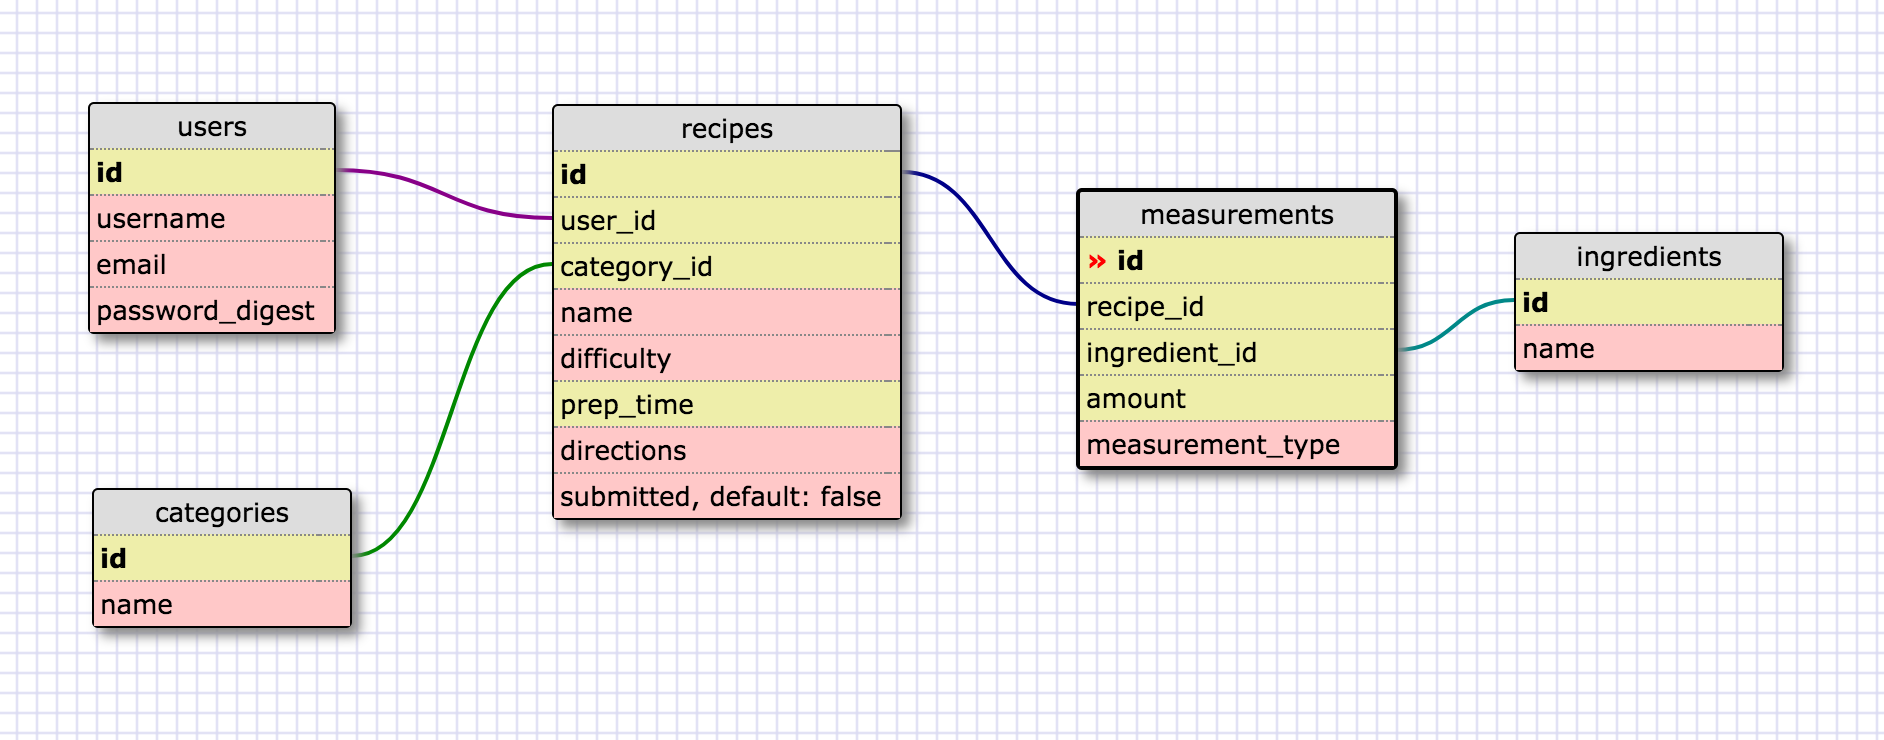 users
id
username
email
password_digest
categories
id
name
recipes
id
user_id
category_id
name
difficulty
prep_time
directions
submitted, default: false
measurements
» id
recipe_id
ingredient_id
amount
measurement_type
ingredients
id
name